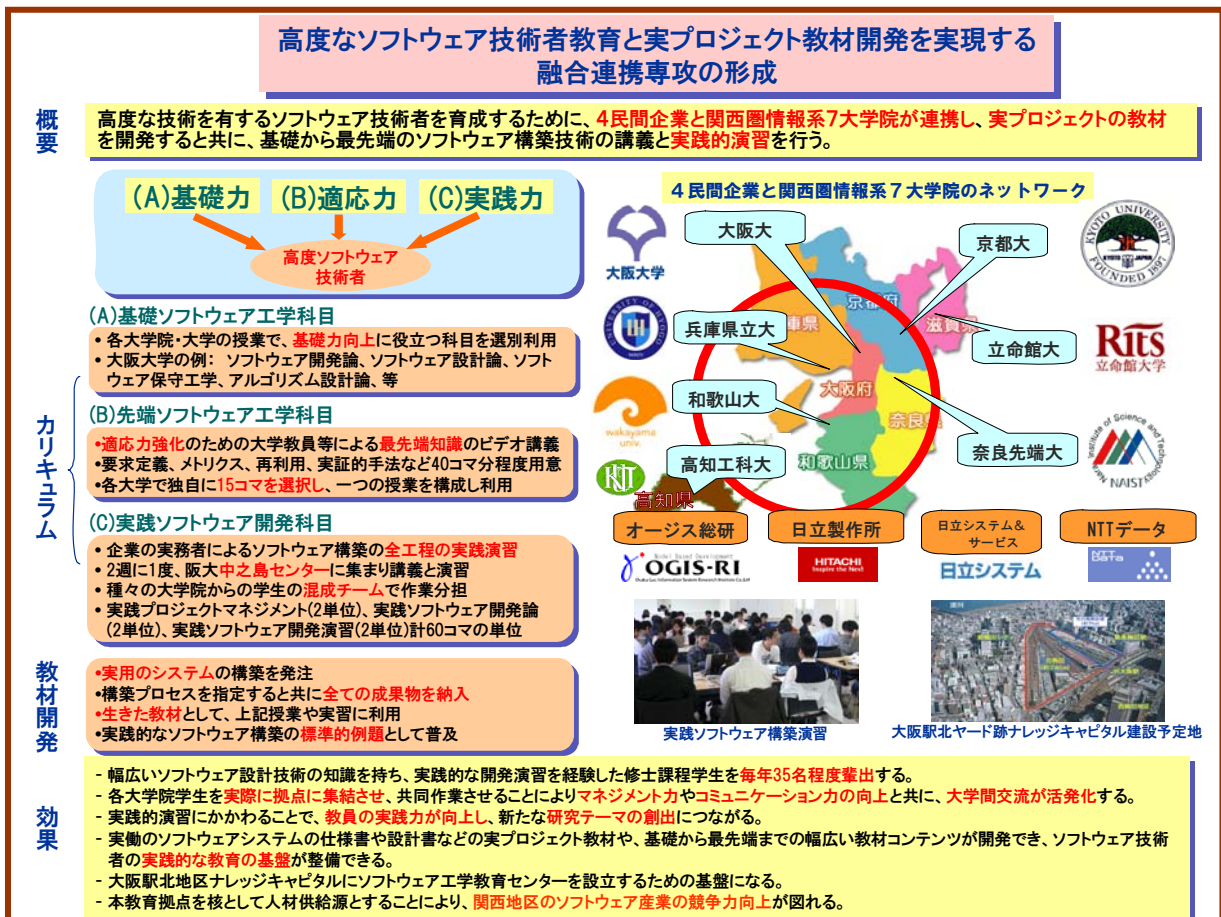 高度なソフトウェア技術者教育と実プロジェクト教材開発を実現する
融合連携専攻の形成
概要
高度な技術を有するソフトウェア技術者を育成するために、4民間企業と関西圏情報系7大学院が連携し、実プロジェクトの教材
を開発すると共に、基礎から最先端のソフトウェア構築技術の講義と実践的演習を行う。
(A)基礎力 (B)適応力 (C)実践力
高度ソフトウェア
技術者
カリキュラム
(A)基礎ソフトウェア工学科目
• 各大学院・大学の授業で、基礎力向上に役立つ科目を選別利用
• 大阪大学の例： ソフトウェア開発論、ソフトウェア設計論、ソフト
ウェア保守工学、アルゴリズム設計論、等
(B)先端ソフトウェア工学科目
•適応力強化のための大学教員等による最先端知識のビデオ講義
•要求定義、メトリクス、再利用、実証的手法など40コマ分程度用意
•各大学で独自に15コマを選択し、一つの授業を構成し利用
(C)実践ソフトウェア開発科目
• 企業の実務者によるソフトウェア構築の全工程の実践演習
• 2週に1度、阪大中之島センターに集まり講義と演習
• 種々の大学院からの学生の混成チームで作業分担
• 実践プロジェクトマネジメント(2単位)、実践ソフトウェア開発論
(2単位)、実践ソフトウェア開発演習(2単位)計60コマの単位
４民間企業と関西圏情報系７大学院のネットワーク
大阪大
京都大
兵庫県立大
立命館大
和歌山大
奈良先端大
高知工科大
京都府
庫県
滋賀県
大阪府
奈良県
和歌山県
高知県
大阪大学
UNIVERSITY OF HYOGO
wakayama
univ.
KUT
KYOTO UNIVERSITY
KYOTO JAPAN
FOUNDED 1897
Rits
立命館大学
Nara Institute of Science and Technology
NAIST
オージス総研
日立製作所
日立システム＆
サービス
NTTデータ
Model Based Development
OGIS-RI
Osaka Gas Information System Research Institute Co.,Ltd
HITACHI
Inspire the Next
日立システム
NTT
DATA
実践ソフトウェア構築演習
大阪駅北ヤード跡ナレッジキャピタル建設予定地
教材開発
•実用のシステムの構築を発注
•構築プロセスを指定すると共に全ての成果物を納入
•生きた教材として、上記授業や実習に利用
•実践的なソフトウェア構築の標準的例題として普及
効果
- 幅広いソフトウェア設計技術の知識を持ち、実践的な開発演習を経験した修士課程学生を毎年35名程度輩出する。
- 各大学院学生を実際に拠点に集結させ、共同作業させることによりマネジメント力やコミュニケーション力の向上と共に、大学間交流が活発化する。
- 実践的演習にかかわることで、教員の実践力が向上し、新たな研究テーマの創出につながる。
- 実働のソフトウェアシステムの仕様書や設計書などの実プロジェクト教材や、基礎から最先端までの幅広い教材コンテンツが開発でき、ソフトウェア技術
者の実践的な教育の基盤が整備できる。
- 大阪駅北地区ナレッジキャピタルにソフトウェア工学教育センターを設立するための基盤になる。
- 本教育拠点を核として人材供給源とすることにより、関西地区のソフトウェア産業の競争力向上が図れる。